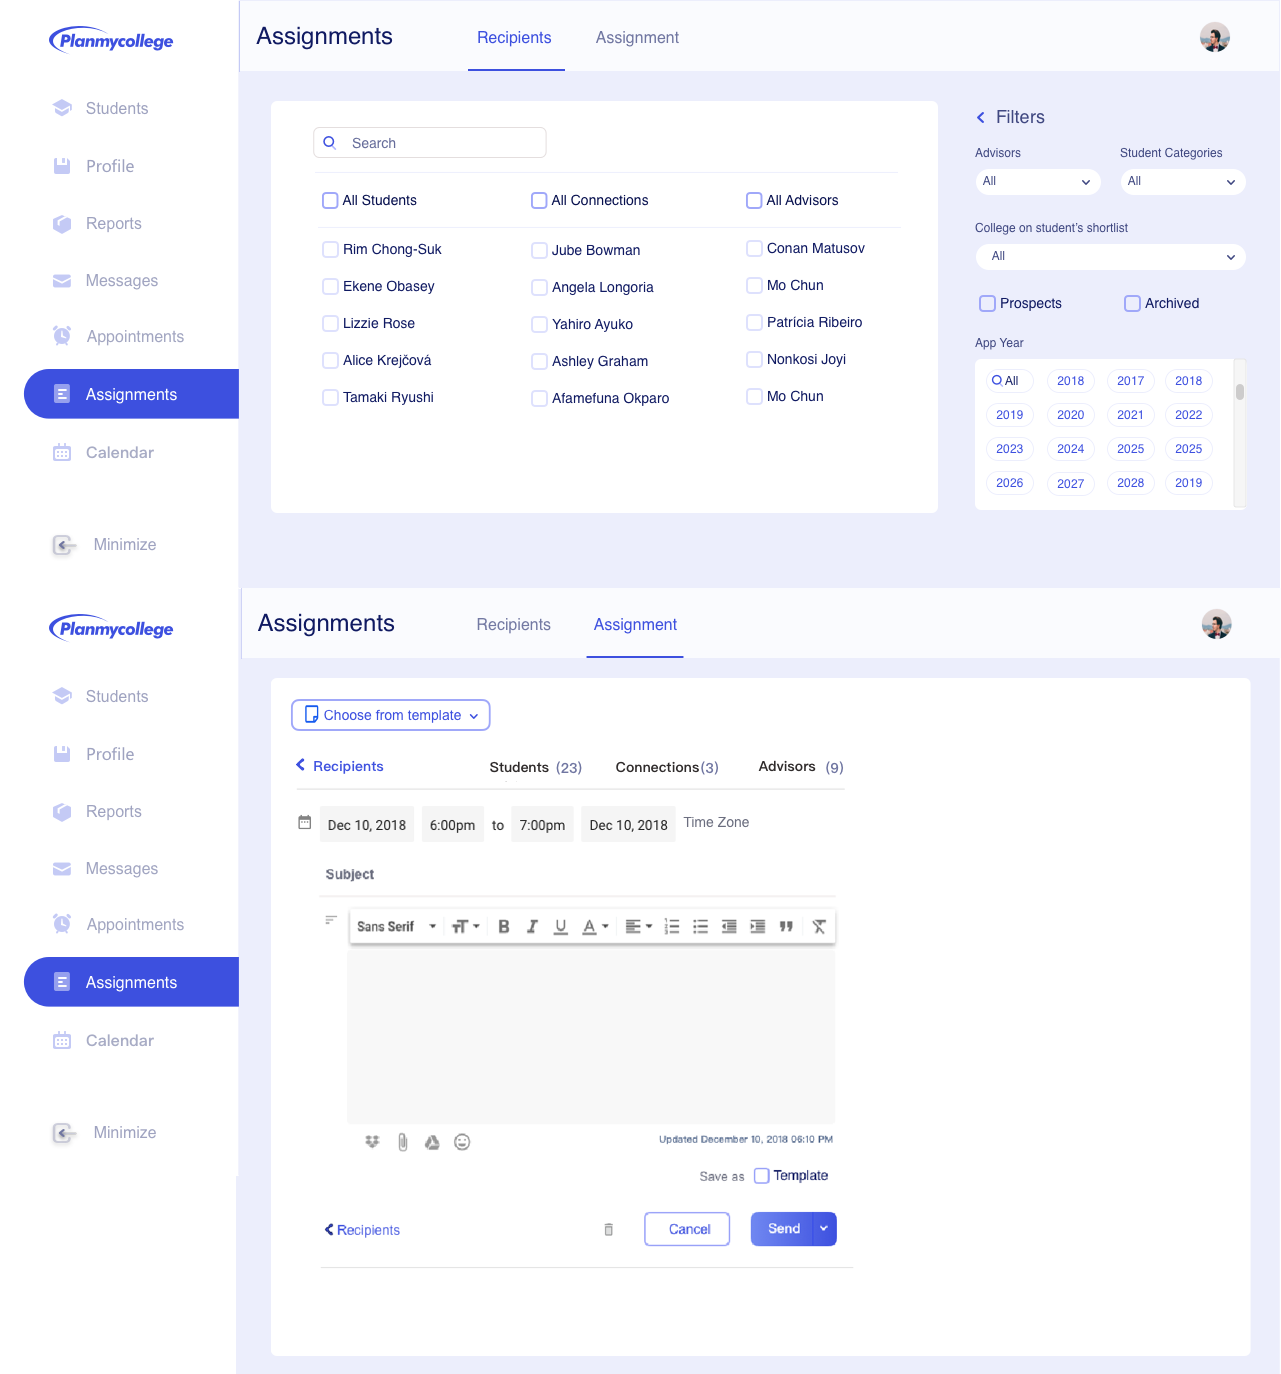 Planmycollege
Assignments
Recipients
Assignment
Students
Profile
Reports
Messages
Appointments
Assignments
Calendar
Minimize
Search
All Students
All Connections
All Advisors
Rim Chong-Suk
Jube Bowman
Conan Matusov
Ekene Obasey
Angela Longoria
Mo Chun
Lizzie Rose
Yahiro Ayuko
Patrícia Ribeiro
Alice Krejčová
Ashley Graham
Nonkosi Joyi
Tamaki Ryushi
Afamefuna Okparo
Mo Chun
Filters
Advisors
Student Categories
All
All
College on student's shortlist
All
Prospects
Archived
App Year
All 2018 2017 2018
2019 2020 2021 2022
2023 2024 2025 2025
2026 2027 2028 2019
Planmycollege
Assignments
Recipients
Assignment
Students
Profile
Reports
Messages
Appointments
Assignments
Calendar
Minimize
Choose from template
Recipients
Students (23)
Connections(3)
Advisors (9)
Dec 10, 2018 6:00pm to 7:00pm Dec 10, 2018 Time Zone
Subject
Sans Serif
Updated December 10, 2018 06:10 PM
Save as Template
Recipients
Cancel
Send